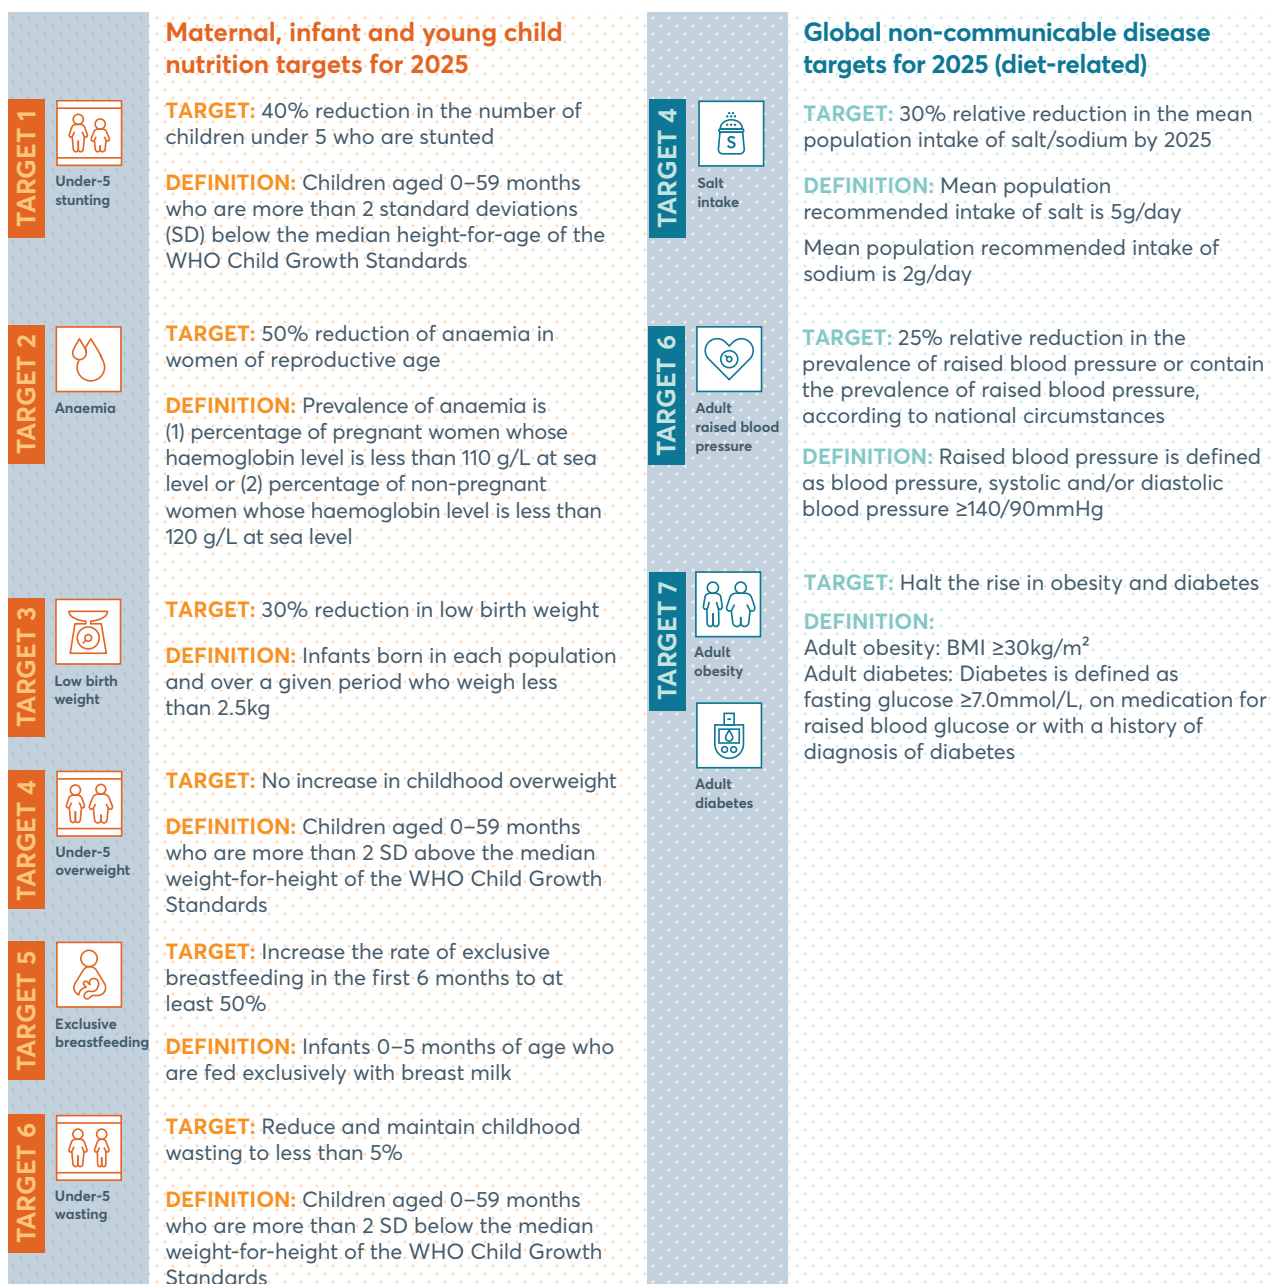 Maternal, infant and young child
nutrition targets for 2025
TARGET 1
Under-5
stunting
TARGET: 40% reduction in the number of
children under 5 who are stunted
DEFINITION: Children aged 0–59 months
who are more than 2 standard deviations
(SD) below the median height-for-age of the
WHO Child Growth Standards
TARGET 2
Anaemia
TARGET: 50% reduction of anaemia in
women of reproductive age
DEFINITION: Prevalence of anaemia is
(1) percentage of pregnant women whose
haemoglobin level is less than 110 g/L at sea
level or (2) percentage of non-pregnant
women whose haemoglobin level is less than
120 g/L at sea level
TARGET 3
Low birth
weight
TARGET: 30% reduction in low birth weight
DEFINITION: Infants born in each population
and over a given period who weigh less
than 2.5kg
TARGET 4
Under-5
overweight
TARGET: No increase in childhood overweight
DEFINITION: Children aged 0–59 months
who are more than 2 SD above the median
weight-for-height of the WHO Child Growth
Standards
TARGET 5
Exclusive
breastfeeding
TARGET: Increase the rate of exclusive
breastfeeding in the first 6 months to at
least 50%
DEFINITION: Infants 0–5 months of age who
are fed exclusively with breast milk
TARGET 6
Under-5
wasting
TARGET: Reduce and maintain childhood
wasting to less than 5%
DEFINITION: Children aged 0–59 months
who are more than 2 SD below the median
weight-for-height of the WHO Child Growth
Standards
Global non-communicable disease
targets for 2025 (diet-related)
TARGET 4
S
Salt
intake
TARGET: 30% relative reduction in the mean
population intake of salt/sodium by 2025
DEFINITION: Mean population
recommended intake of salt is 5g/day
Mean population recommended intake of
sodium is 2g/day
TARGET 6
Adult
raised blood
pressure
TARGET: 25% relative reduction in the
prevalence of raised blood pressure or contain
the prevalence of raised blood pressure,
according to national circumstances
DEFINITION: Raised blood pressure is defined
as blood pressure, systolic and/or diastolic
blood pressure ≥140/90mmHg
TARGET 7
Adult
obesity
Adult
diabetes
TARGET: Halt the rise in obesity and diabetes
DEFINITION:
Adult obesity: BMI ≥30kg/m²
Adult diabetes: Diabetes is defined as
fasting glucose ≥7.0mmol/L, on medication for
raised blood glucose or with a history of
diagnosis of diabetes